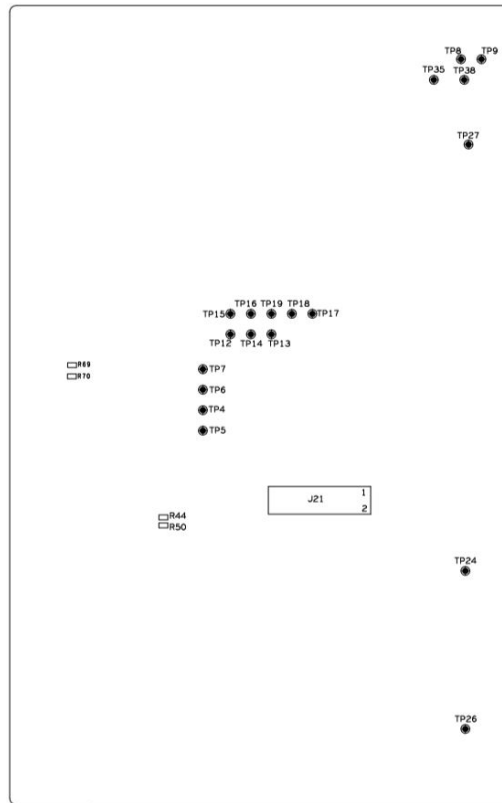 TP8 TP9
TP35 TP38
TP27
TP16 TP19 TP18
TP15 TP17
TP12 TP14 TP13
R69
TP7
R70
TP6
TP4
TP5
J21 1
2
R44
R50
TP24
TP26